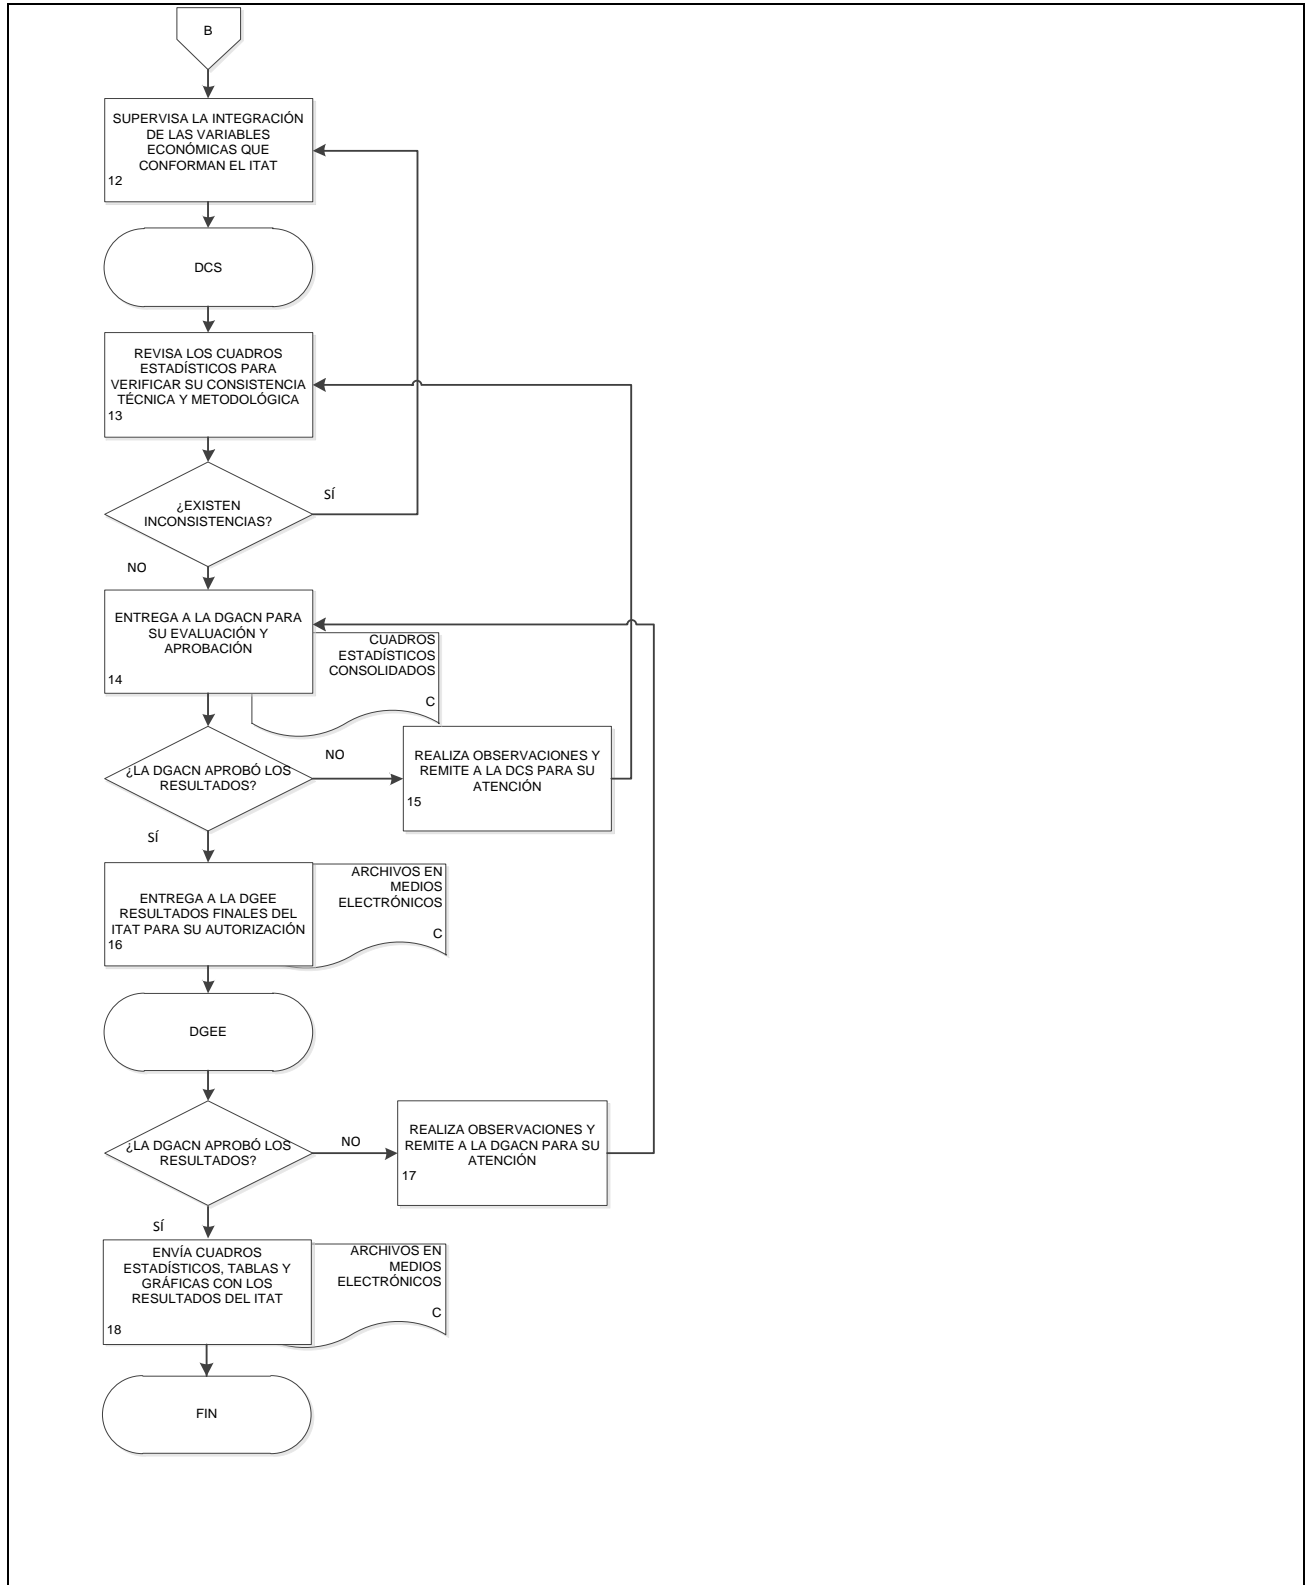 B
SUPERVISA LA INTEGRACIÓN
DE LAS VARIABLES
ECONÓMICAS QUE
CONFORMAN EL ITAT
12
DCS
REVISA LOS CUADROS
ESTADÍSTICOS PARA
VERIFICAR SU CONSISTENCIA
TÉCNICA Y METODOLÓGICA
13
¿EXISTEN
INCONSISTENCIAS?
SÍ
NO
ENTREGA A LA DGACN PARA
SU EVALUACIÓN Y
APROBACIÓN
14
CUADROS
ESTADÍSTICOS
CONSOLIDADOS
C
¿LA DGACN APROBÓ LOS
RESULTADOS?
NO
REALIZA OBSERVACIONES Y
REMITE A LA DCS PARA SU
ATENCIÓN
15
SÍ
ENTREGA A LA DGEE
RESULTADOS FINALES DEL
ITAT PARA SU AUTORIZACIÓN
16
ARCHIVOS EN
MEDIOS
ELECTRÓNICOS
C
DGEE
¿LA DGACN APROBÓ LOS
RESULTADOS?
NO
REALIZA OBSERVACIONES Y
REMITE A LA DGACN PARA SU
ATENCIÓN
17
SÍ
ENVÍA CUADROS
ESTADÍSTICOS, TABLAS Y
GRÁFICAS CON LOS
RESULTADOS DEL ITAT
18
ARCHIVOS EN
MEDIOS
ELECTRÓNICOS
C
FIN